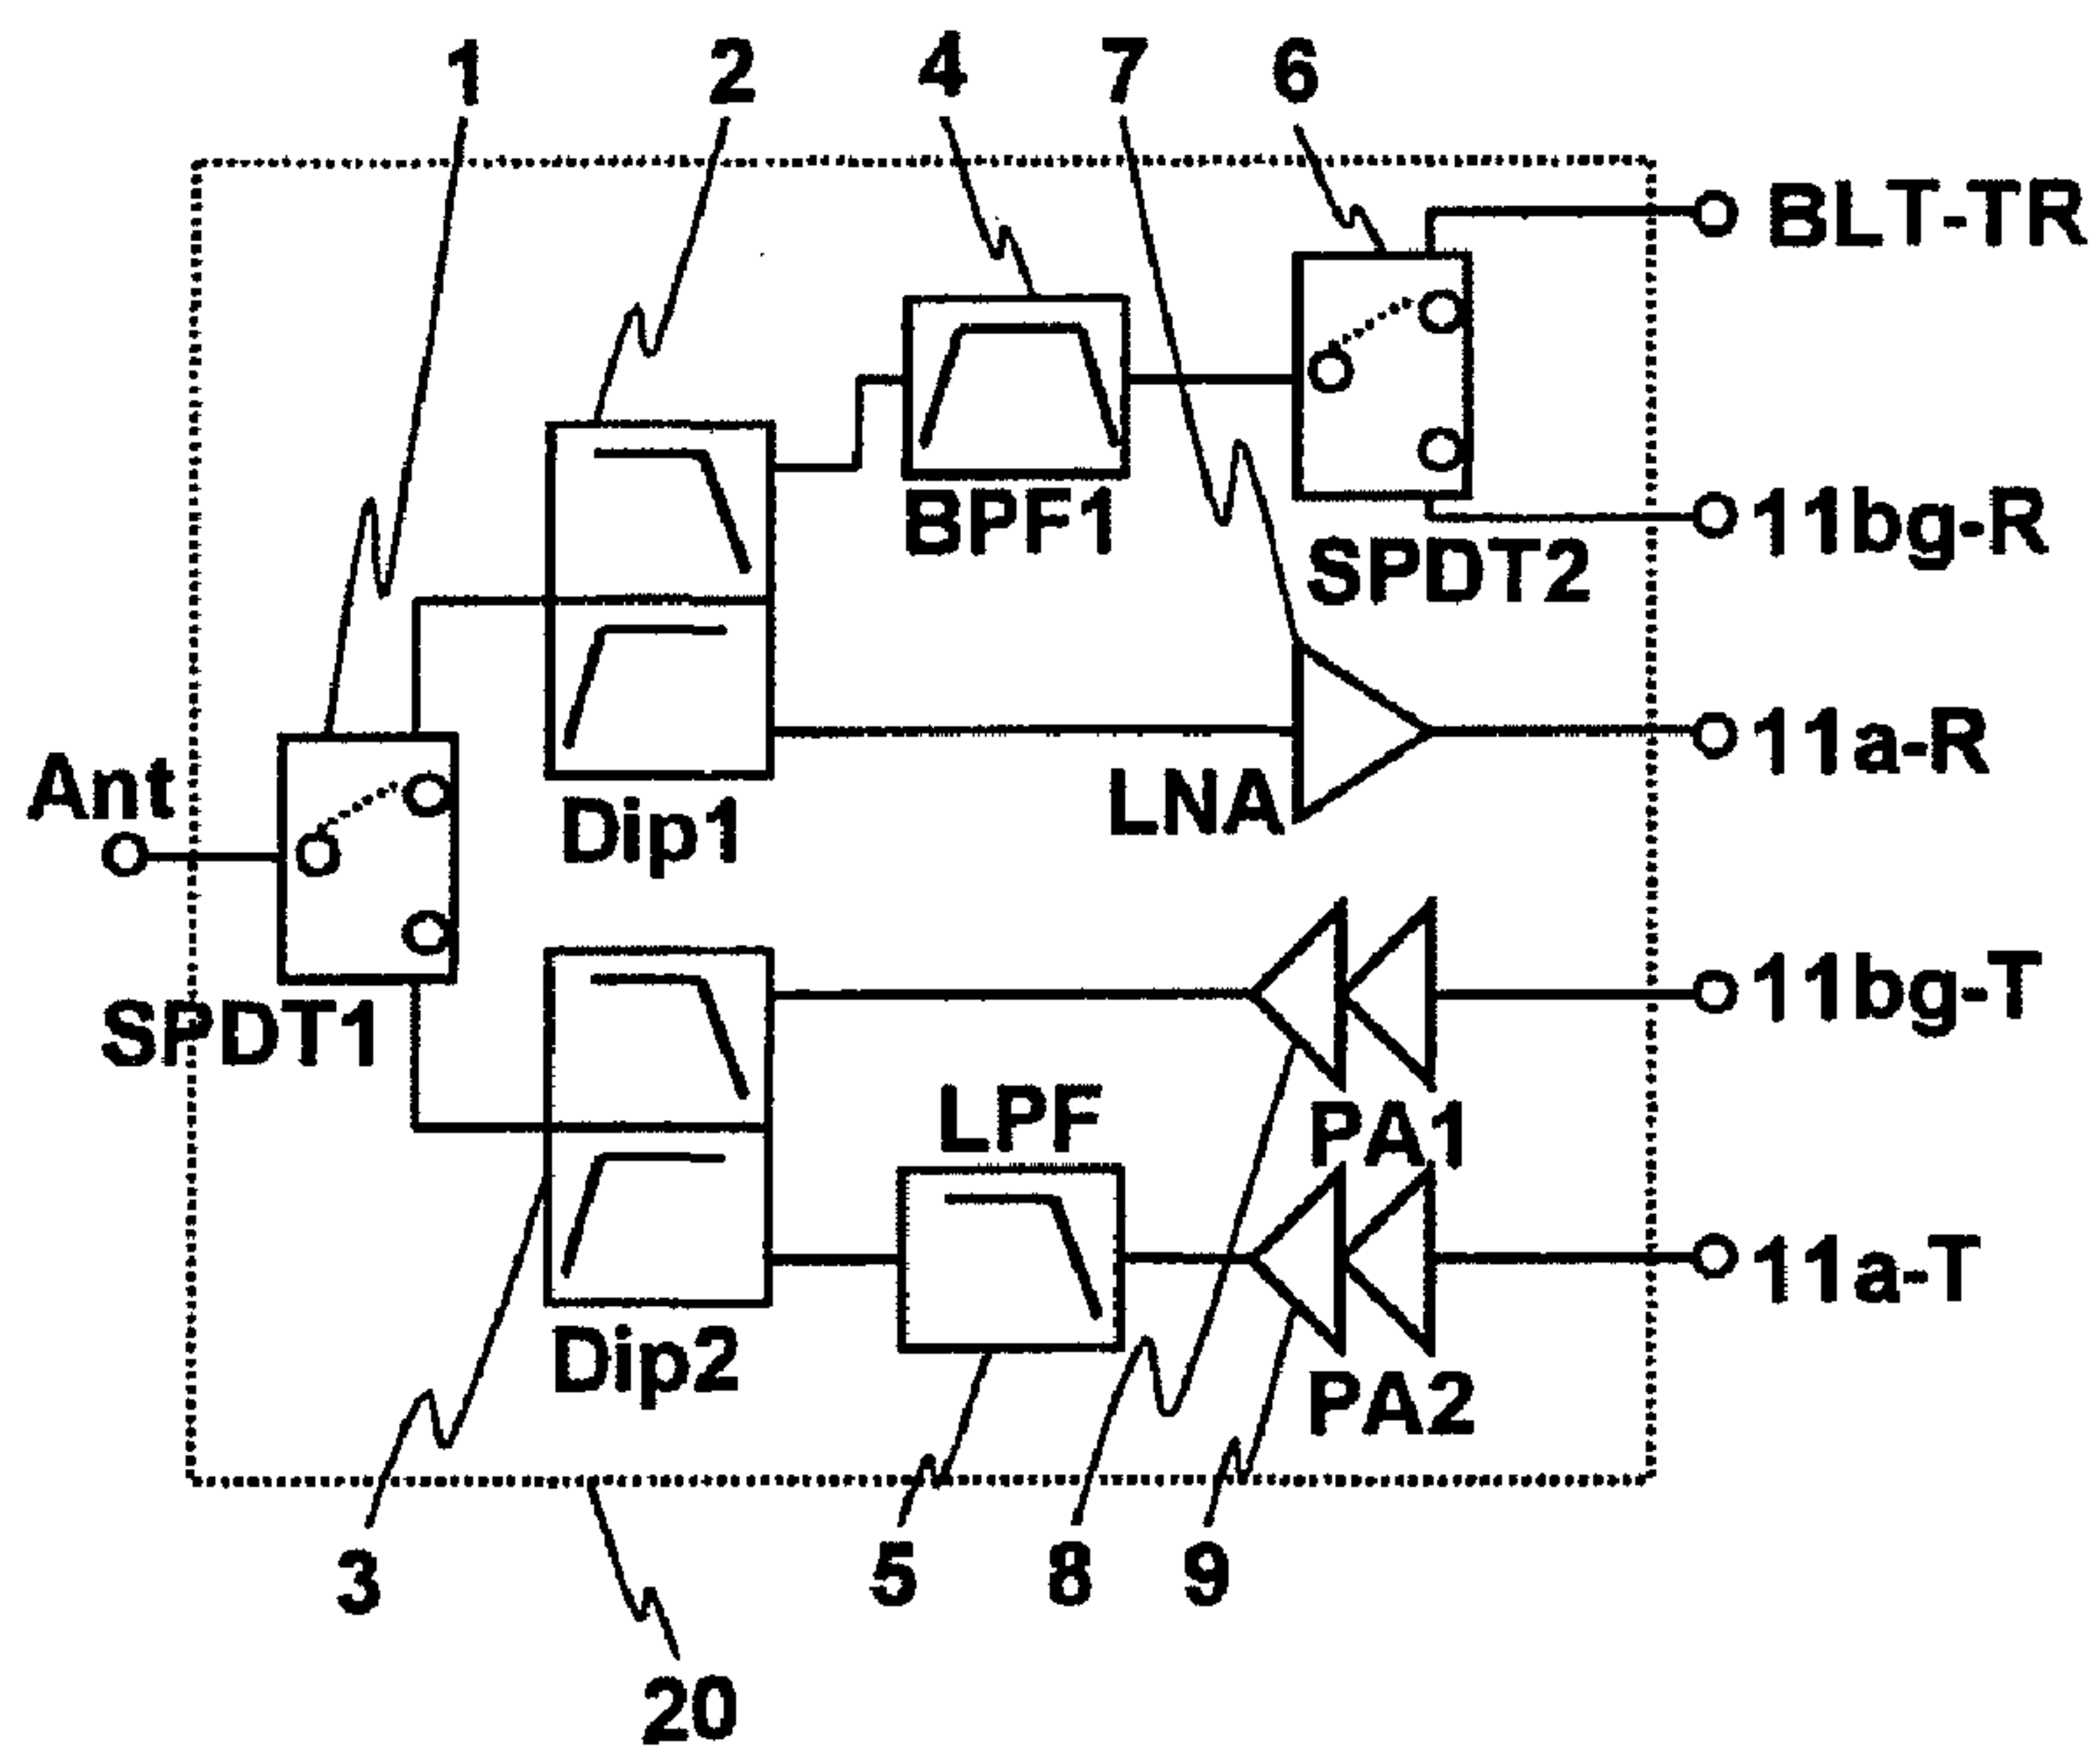 1 2 4 7 6
BLT-TR
BPF1
11bg-R
SPDT2
11a-R
Ant
LNA
Dip1
11bg-T
SPDT1
LPF
PA1
11a-T
Dip2
PA2
3 5 8 9
20